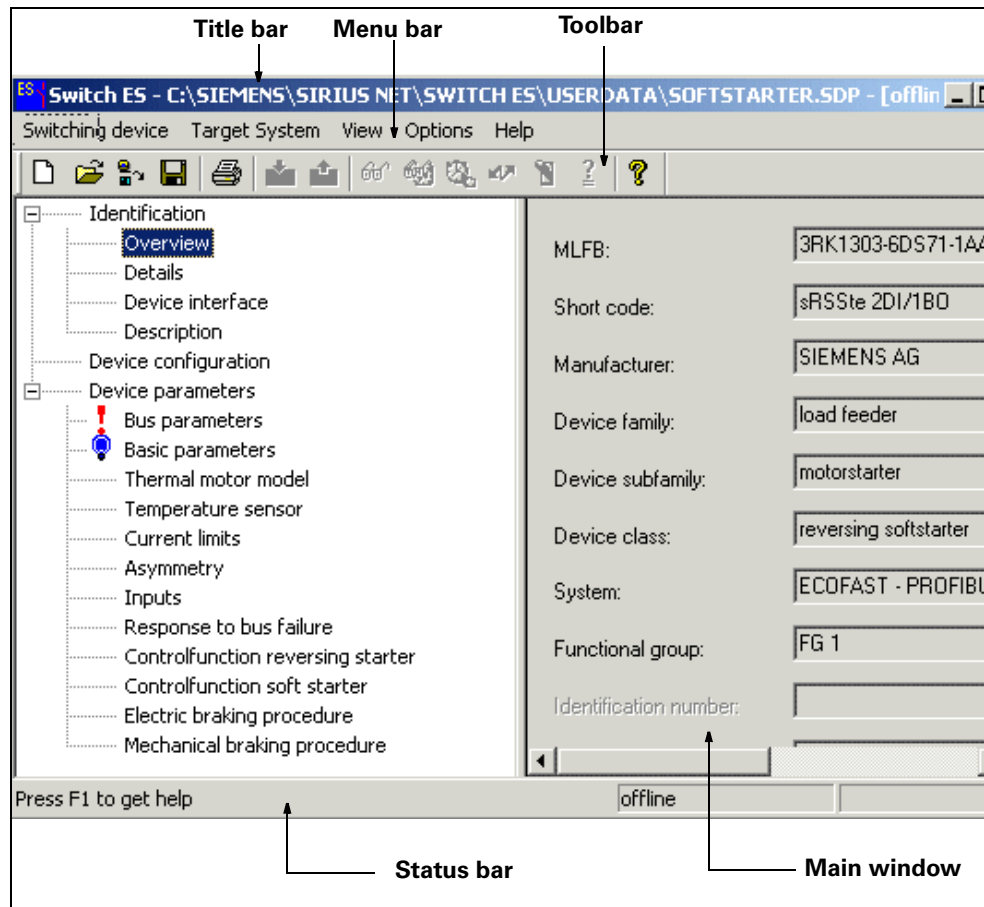 Title bar Menu bar Toolbar
ES Switch ES - C:\SIEMENS\SIRIUS NET\SWITCH ES\USERDATA\SOFTSTARTER.SDP - [offlin
Switching device Target System View Options Help
Identification
Overview
Details
Device interface
Description
Device configuration
Device parameters
Bus parameters
Basic parameters
Thermal motor model
Temperature sensor
Current limits
Asymmetry
Inputs
Response to bus failure
Controlfunction reversing starter
Controlfunction soft starter
Electric braking procedure
Mechanical braking procedure
MLFB: 3RK1303-6DS71-1AA
Short code: sRSSte 2DI/1BO
Manufacturer: SIEMENS AG
Device family: load feeder
Device subfamily: motorstarter
Device class: reversing softstarter
System: ECOFAST - PROFIBU
Functional group: FG 1
Identification number:
Press F1 to get help offline
Status bar Main window